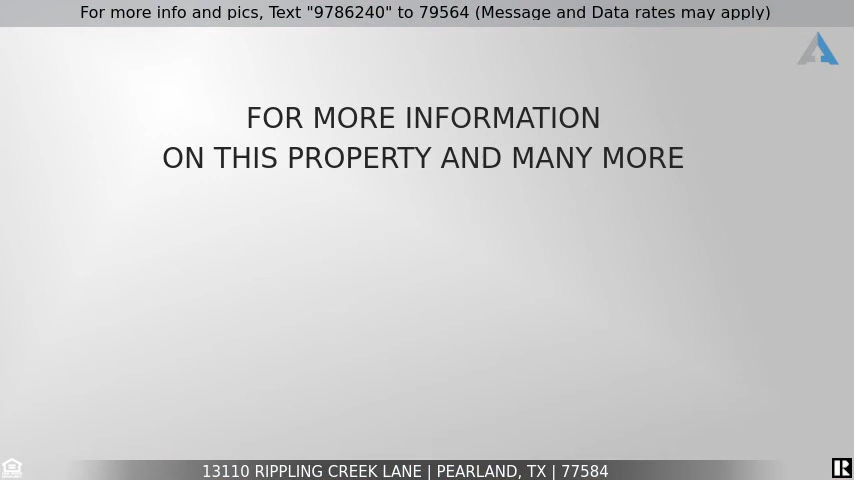 For more info and pics, Text "9786240" to 79564 (Message and Data rates may apply)
FOR MORE INFORMATION
ON THIS PROPERTY AND MANY MORE
13110 RIPPLING CREEK LANE | PEARLAND, TX | 77584